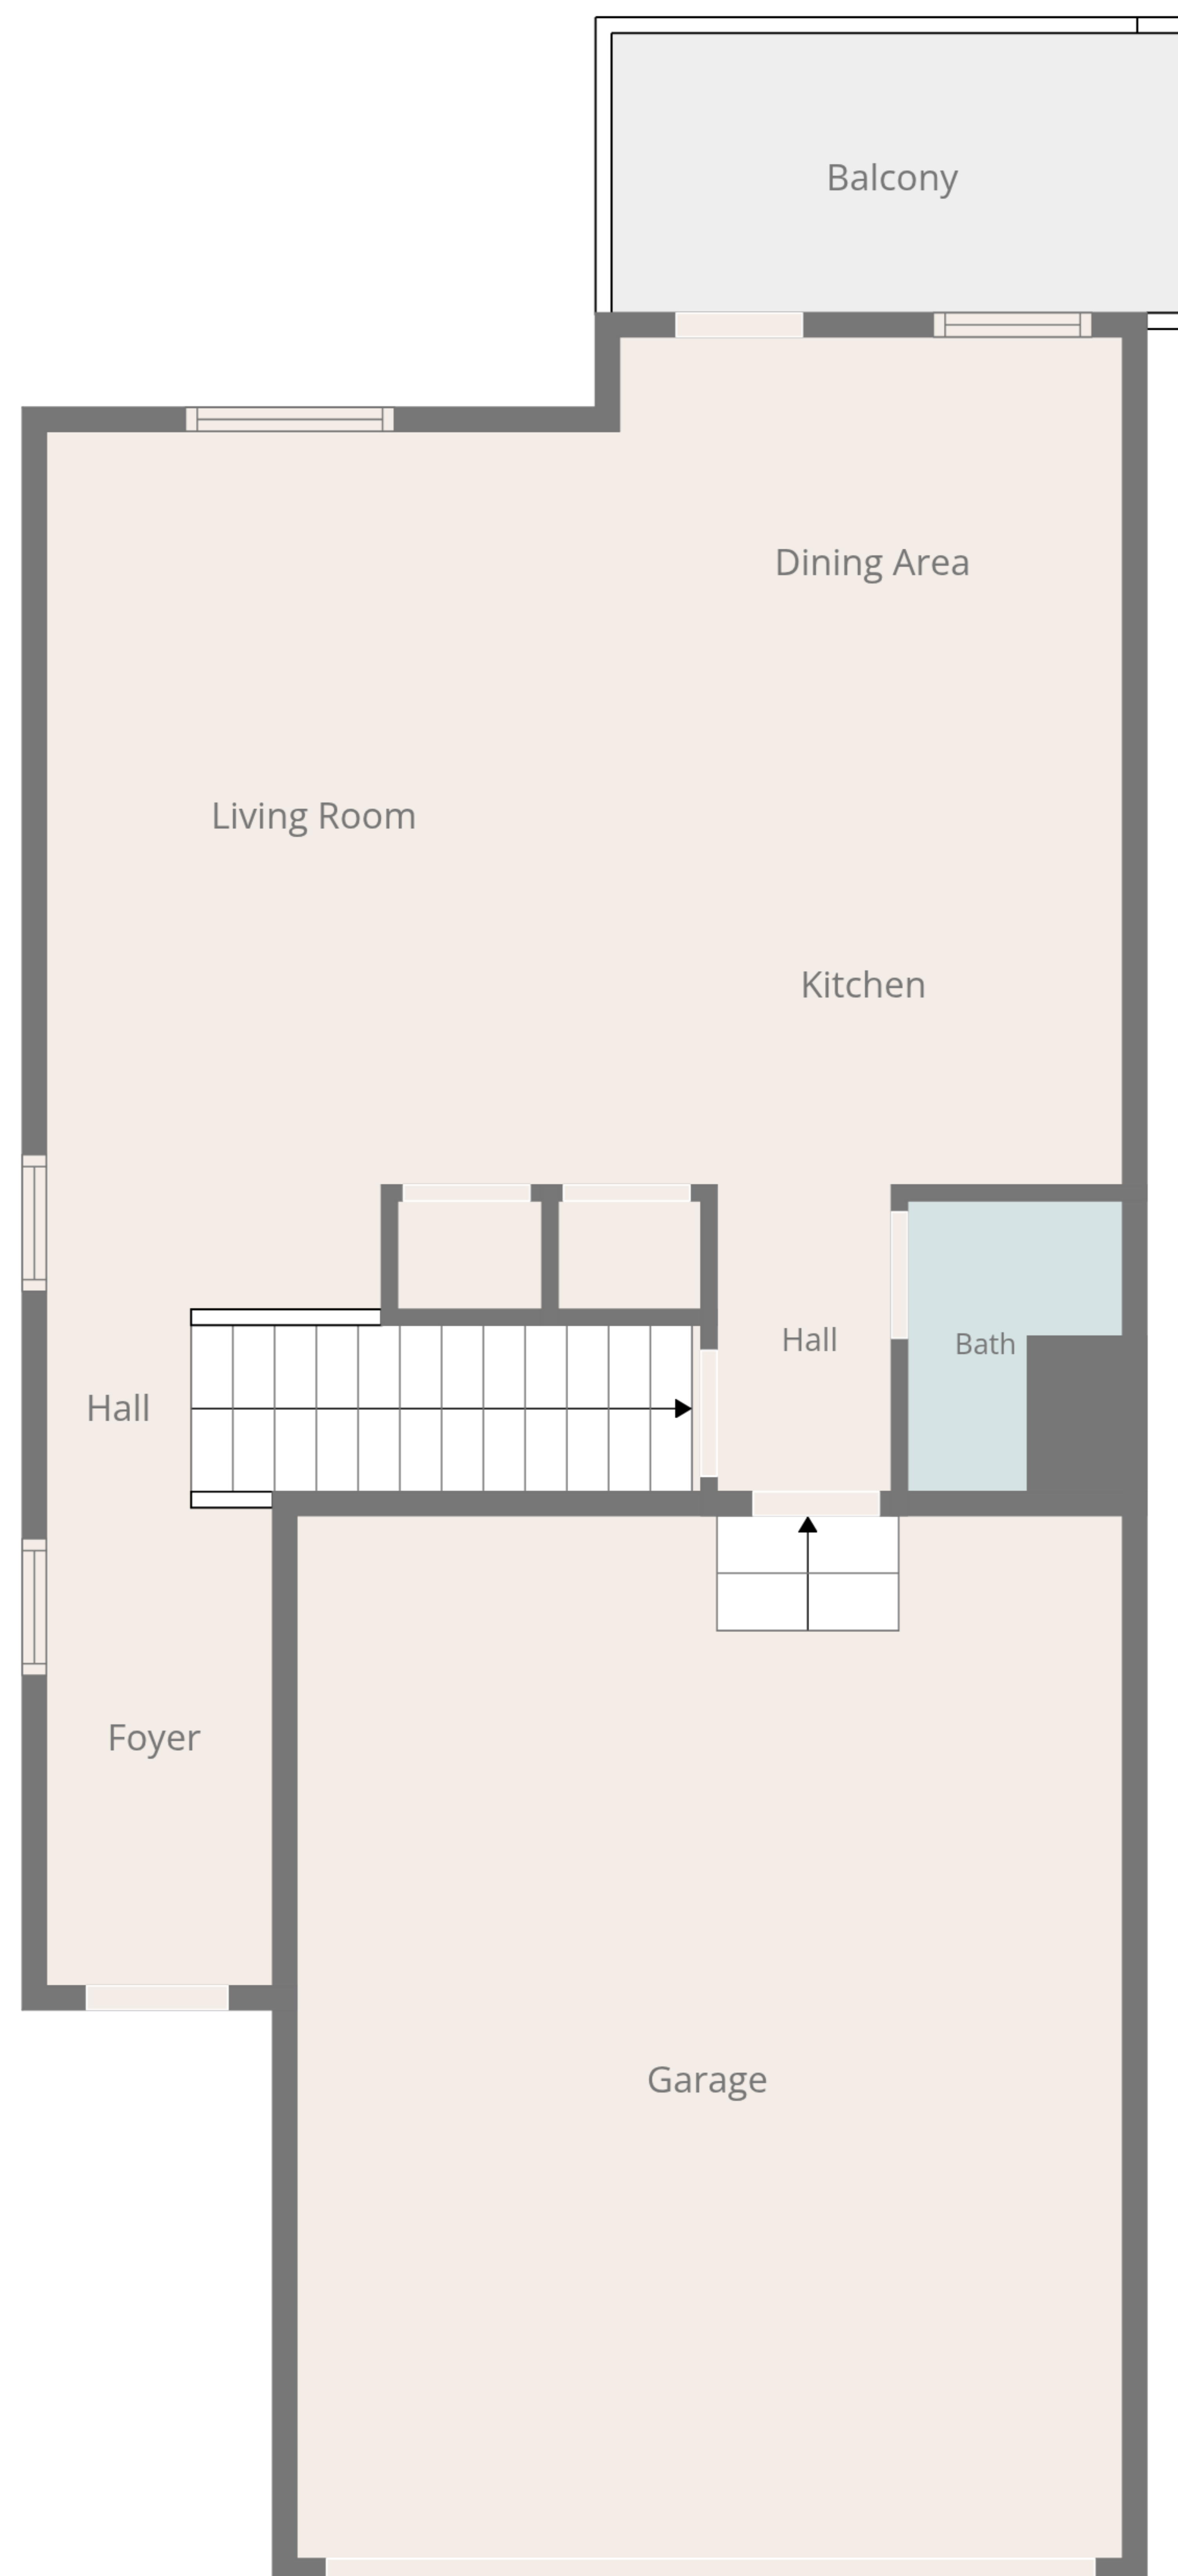 Balcony
Dining Area
Living Room
Kitchen
Hall
Bath
Hall
Foyer
Garage